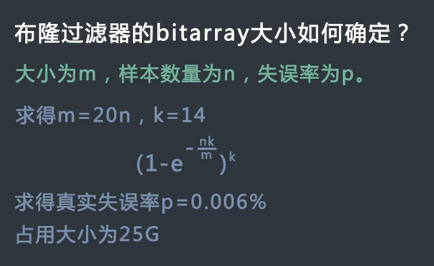 布隆过滤器的bitarray大小如何确定？
大小为m，样本数量为n，失误率为p。
求得m=20n，k=14
(1-e^{-\frac{nk}{m}})^k
求得真实失误率p=0.006%
占用大小为25G